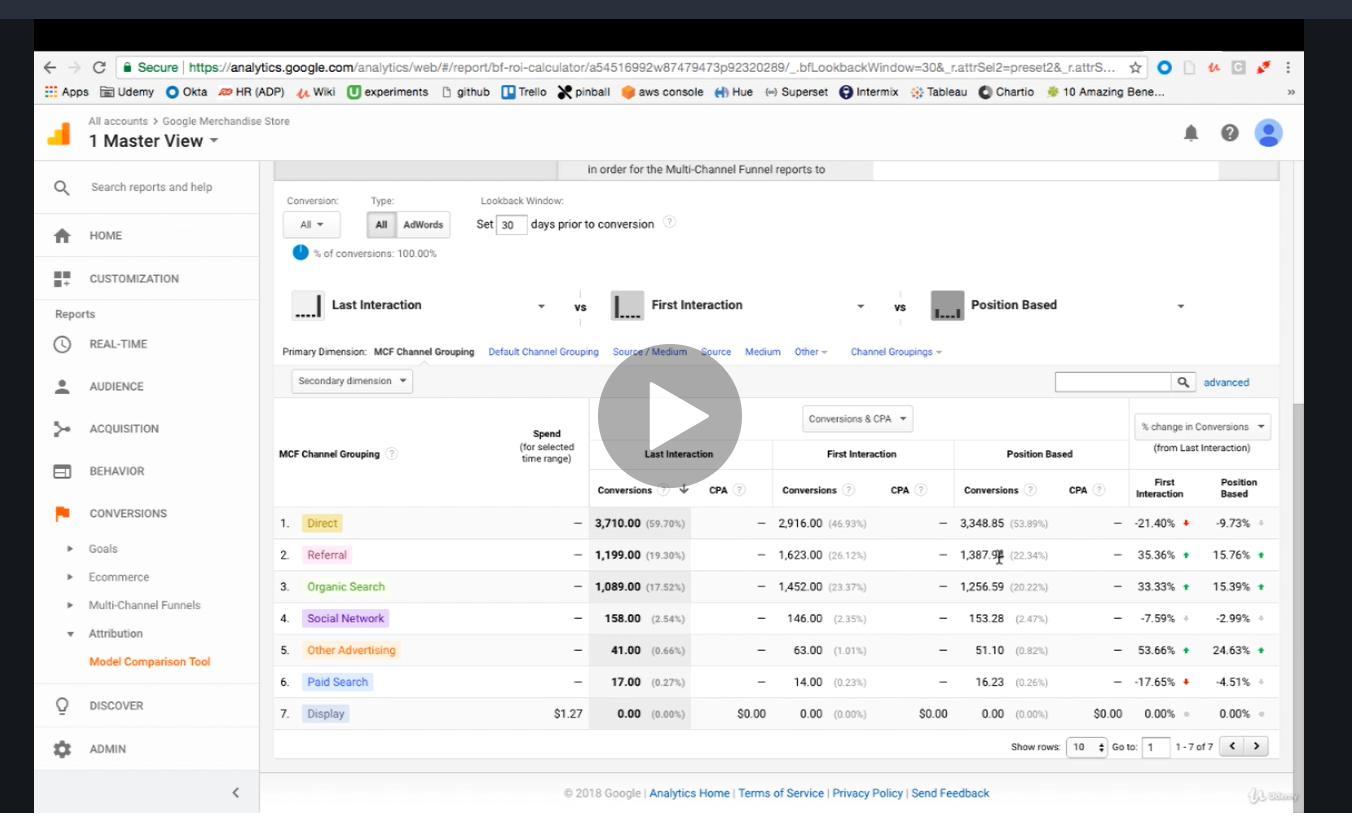 Secure | https://analytics.google.com/analytics/web/#/report/bf-roi-calculator/a54516992w87479473p92320289/_.bfLookbackWindow=30&_r.attrSel2=preset2&_r.attrS...
Apps Udemy Okta HR (ADP) Wiki experiments github Trello pinball aws console Hue Superset Intermix Tableau Chartio 10 Amazing Bene... »
All accounts > Google Merchandise Store
1 Master View
Search reports and help
HOME
CUSTOMIZATION
Reports
REAL-TIME
AUDIENCE
ACQUISITION
BEHAVIOR
CONVERSIONS
Goals
Ecommerce
Multi-Channel Funnels
Attribution
Model Comparison Tool
DISCOVER
ADMIN
in order for the Multi-Channel Funnel reports to
Conversion: Type: Lookback Window:
All All AdWords Set 30 days prior to conversion ?
% of conversions: 100.00%
Last Interaction vs First Interaction vs Position Based
Primary Dimension: MCF Channel Grouping Default Channel Grouping Source / Medium Source Medium Other Channel Groupings
Secondary dimension advanced
Conversions & CPA % change in Conversions
(from Last Interaction)
MCF Channel Grouping ? Spend (for selected time range) Last Interaction First Interaction Position Based
Conversions ? CPA ? Conversions ? CPA ? Conversions ? CPA ? First Interaction Position Based
1. Direct — 3,710.00 (59.70%) — 2,916.00 (46.93%) — 3,348.85 (53.89%) — -21.40% -9.73%
2. Referral — 1,199.00 (19.30%) — 1,623.00 (26.12%) — (22.34%) — 35.36% 15.76%
3. Organic Search — 1,089.00 (17.52%) — 1,452.00 (23.37%) — 1,256.59 (20.22%) — 33.33% 15.39%
4. Social Network — 158.00 (2.54%) — 146.00 (2.35%) — 153.28 (2.47%) — -7.59% -2.99%
5. Other Advertising — 41.00 (0.66%) — 63.00 (1.01%) — 51.10 (0.82%) — 53.66% 24.63%
6. Paid Search — 17.00 (0.27%) — 14.00 (0.23%) — 16.23 (0.26%) — -17.65% -4.51%
7. Display $1.27 0.00 (0.00%) $0.00 0.00 (0.00%) $0.00 0.00 (0.00%) $0.00 0.00% 0.00%
Show rows: 10 Go to: 1 1 - 7 of 7
© 2018 Google | Analytics Home | Terms of Service | Privacy Policy | Send Feedback
Udemy